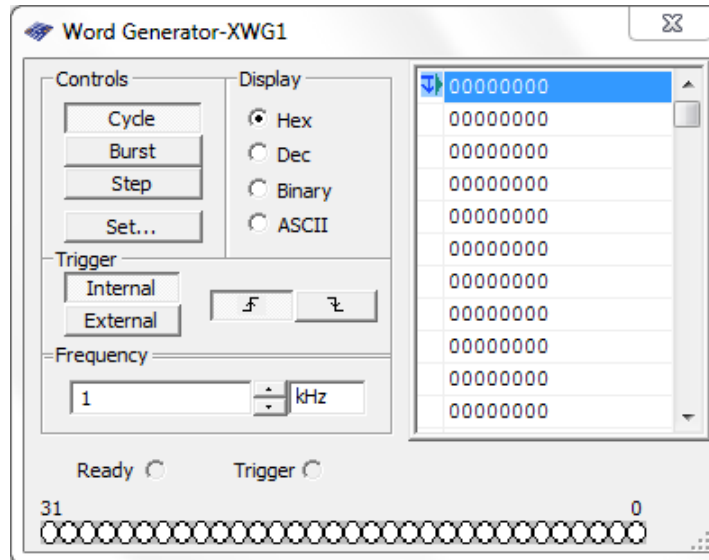 Word Generator-XWG1
Controls
Cycle
Burst
Step
Set...
Display
Hex
Dec
Binary
ASCII
Trigger
Internal
External
Frequency
1
kHz
Ready
Trigger
31
0
00000000
00000000
00000000
00000000
00000000
00000000
00000000
00000000
00000000
00000000
00000000